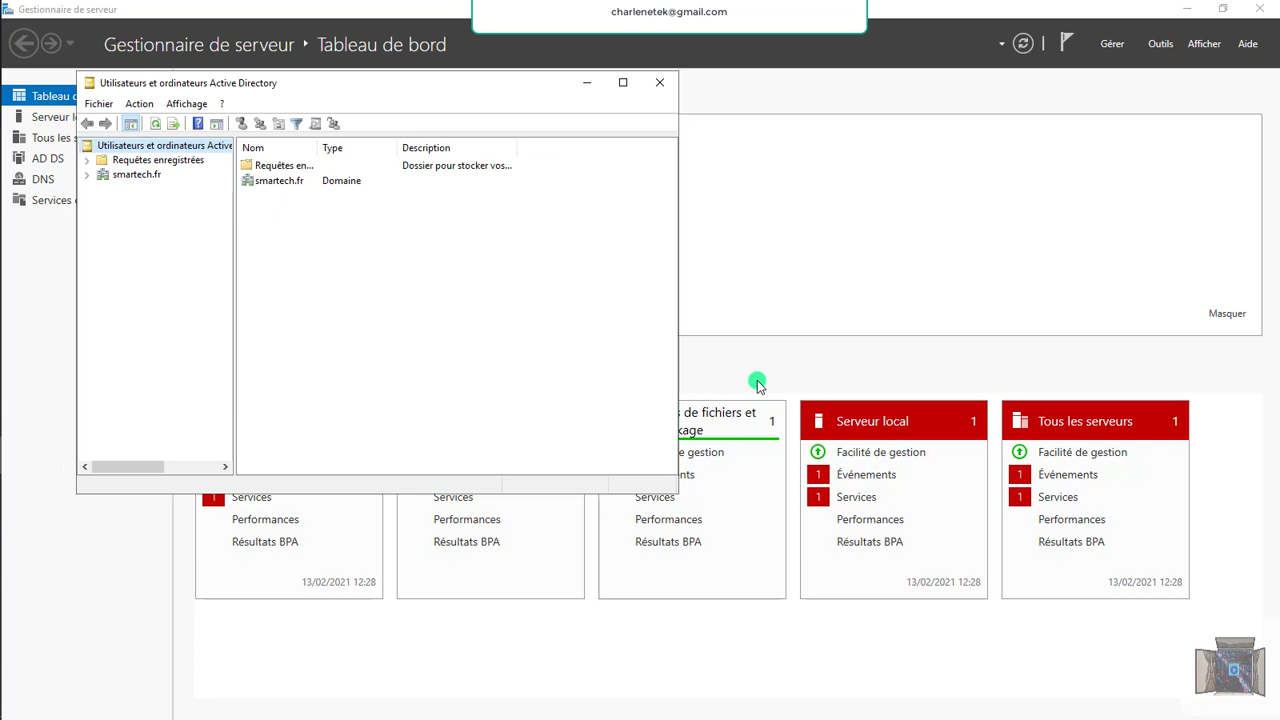 Gestionnaire de serveur
charlenetek@gmail.com
Gestionnaire de serveur • Tableau de bord
Gérer Outils Afficher Aide
Utilisateurs et ordinateurs Active Directory
Fichier Action Affichage ?
Utilisateurs et ordinateurs Active
Requêtes enregistrées
smartech.fr
Nom Type Description
Requêtes en... Dossier pour stocker vos...
smartech.fr Domaine
Tableau
Serveur
Tous les
AD DS
DNS
Services
Masquer
de fichiers et 1
Serveur local 1
Tous les serveurs 1
de gestion
Facilité de gestion
Facilité de gestion
1 Événements
1 Événements
1 Services
Services
Services
1 Services
1 Services
Performances
Performances
Performances
Performances
Performances
Résultats BPA
Résultats BPA
Résultats BPA
Résultats BPA
Résultats BPA
13/02/2021 12:28
13/02/2021 12:28
13/02/2021 12:28